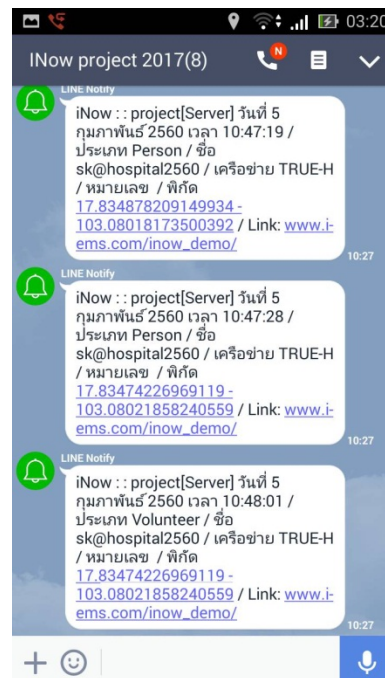 03:20
INow project 2017(8)
N
LINE Notify
iNow : : project[Server] วันที่ 5
กุมภาพันธ์ 2560 เวลา 10:47:19 /
ประเภท Person / ชื่อ
sk@hospital2560 / เครือข่าย TRUE-H
/ หมายเลข / พิกัด
17.834878209149934 -
103.08018173500392 / Link: www.i-
ems.com/inow_demo/
10:27
LINE Notify
iNow : : project[Server] วันที่ 5
กุมภาพันธ์ 2560 เวลา 10:47:28 /
ประเภท Person / ชื่อ
sk@hospital2560 / เครือข่าย TRUE-H
/ หมายเลข / พิกัด
17.83474226969119 -
103.08021858240559 / Link: www.i-
ems.com/inow_demo/
10:27
LINE Notify
iNow : : project[Server] วันที่ 5
กุมภาพันธ์ 2560 เวลา 10:48:01 /
ประเภท Volunteer / ชื่อ
sk@hospital2560 / เครือข่าย TRUE-H
/ หมายเลข / พิกัด
17.83474226969119 -
103.08021858240559 / Link: www.i-
ems.com/inow_demo/
10:27